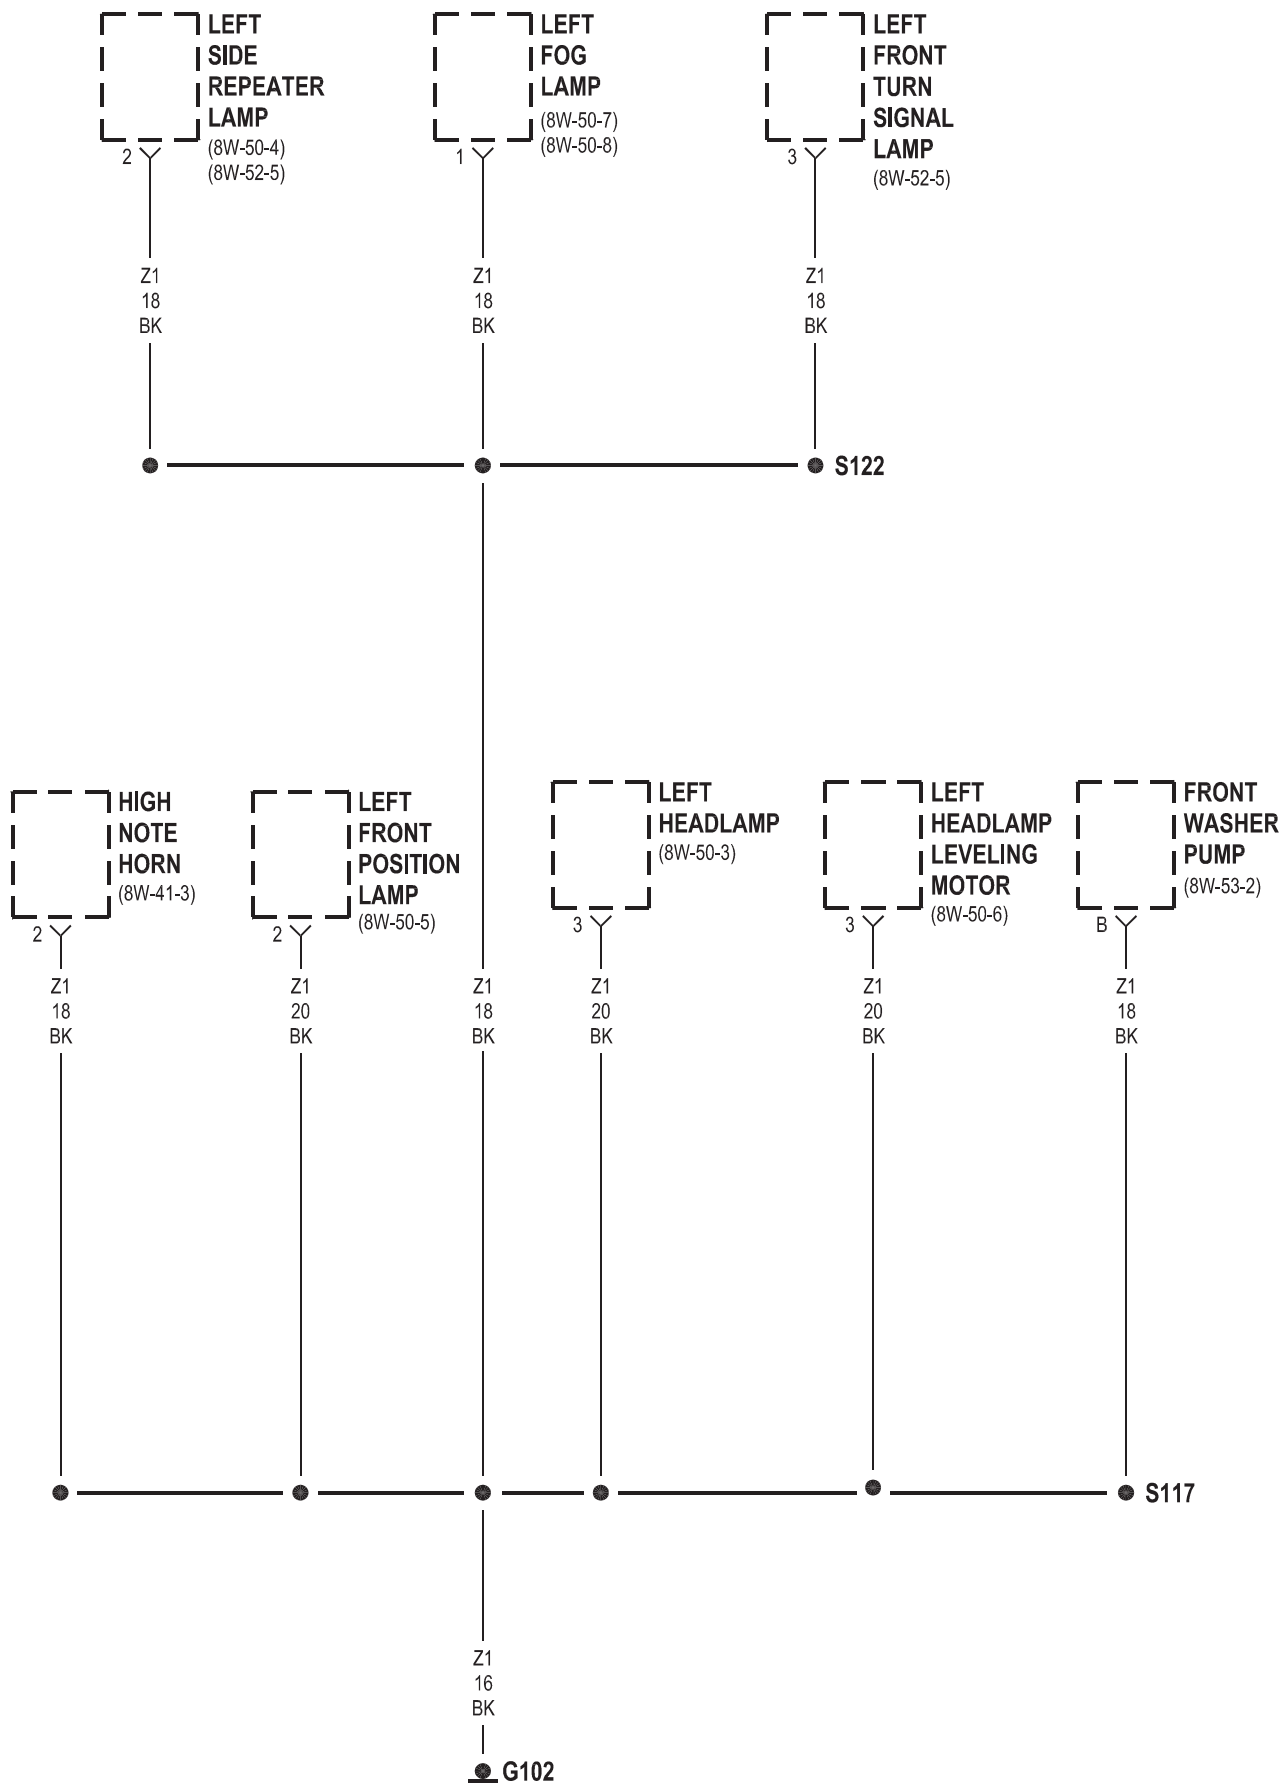 LEFT
SIDE
REPEATER
LAMP
(8W-50-4)
(8W-52-5)
2
LEFT
FOG
LAMP
(8W-50-7)
(8W-50-8)
1
LEFT
FRONT
TURN
SIGNAL
LAMP
(8W-52-5)
3
Z1
18
BK
Z1
18
BK
Z1
18
BK
S122
HIGH
NOTE
HORN
(8W-41-3)
2
LEFT
FRONT
POSITION
LAMP
(8W-50-5)
2
LEFT
HEADLAMP
(8W-50-3)
3
LEFT
HEADLAMP
LEVELING
MOTOR
(8W-50-6)
3
FRONT
WASHER
PUMP
(8W-53-2)
B
Z1
18
BK
Z1
20
BK
Z1
18
BK
Z1
20
BK
Z1
20
BK
Z1
18
BK
S117
Z1
16
BK
G102